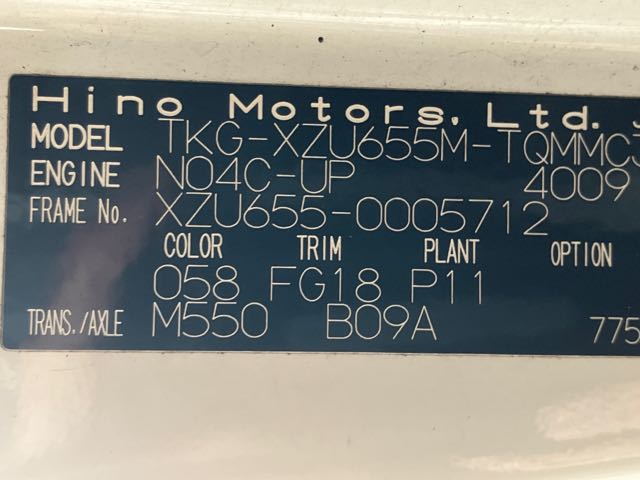 Hino Motors, Ltd. J
MODEL TKG-XZU655M-TQMMC3
ENGINE N04C-UP 4009
FRAME No. XZU655-0005712
COLOR TRIM PLANT OPTION
058 FG18 P11
TRANS./AXLE M550 B09A 775